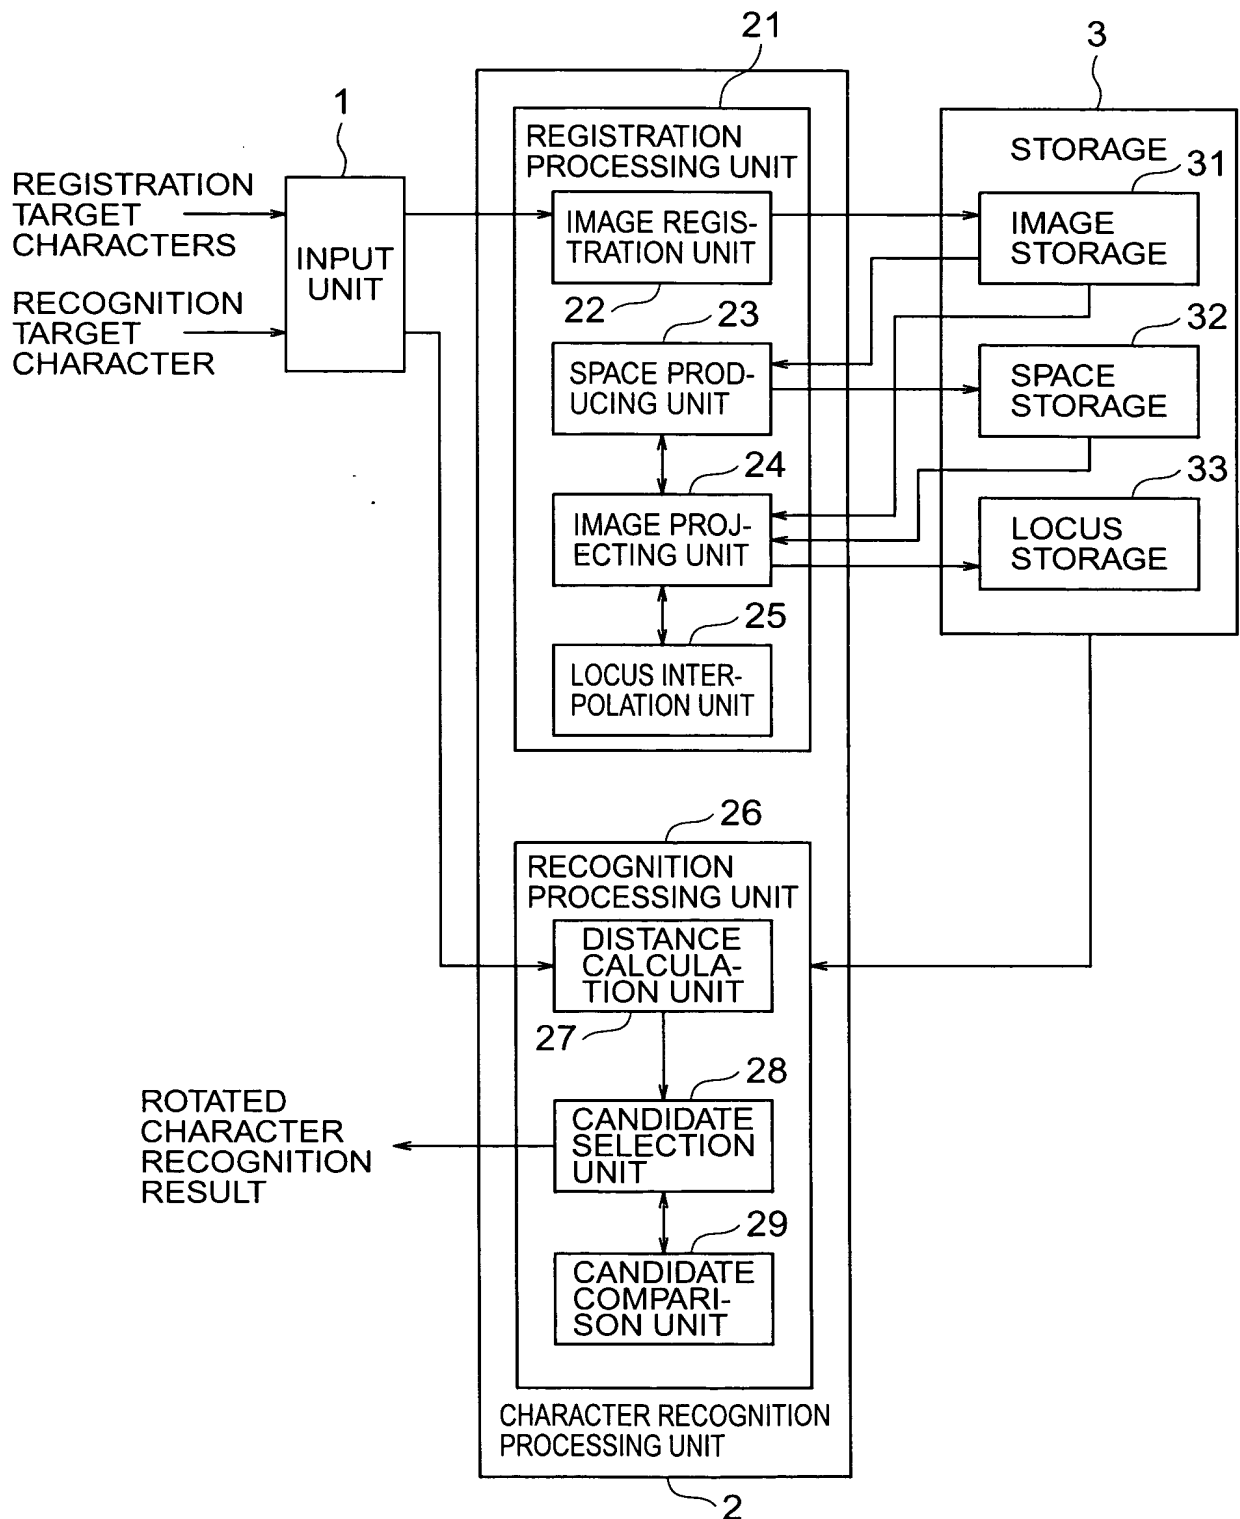 21
3
1
REGISTRATION
PROCESSING UNIT
STORAGE
31
REGISTRATION
TARGET
CHARACTERS
INPUT
UNIT
IMAGE REGIS-
TRATION UNIT
22
IMAGE
STORAGE
RECOGNITION
TARGET
CHARACTER
23
SPACE PROD-
UCING UNIT
32
SPACE
STORAGE
24
IMAGE PROJ-
ECTING UNIT
33
LOCUS
STORAGE
25
LOCUS INTER-
POLATION UNIT
26
RECOGNITION
PROCESSING UNIT
DISTANCE
CALCULA-
TION UNIT
27
28
CANDIDATE
SELECTION
UNIT
ROTATED
CHARACTER
RECOGNITION
RESULT
29
CANDIDATE
COMPARI-
SON UNIT
CHARACTER RECOGNITION
PROCESSING UNIT
2